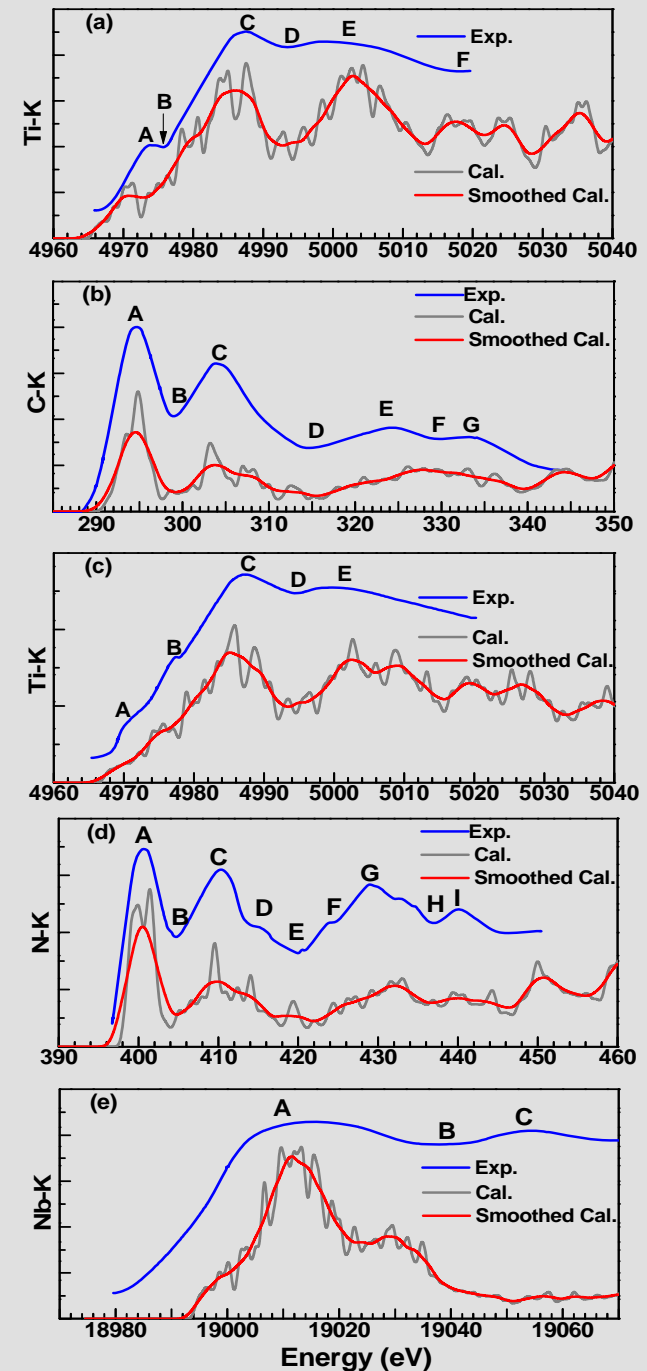 (a)
C
D
E
F
Exp.
B
A
Ti-K
Cal.
Smoothed Cal.
4960 4970 4980 4990 5000 5010 5020 5030 5040
(b)
A
Exp.
Cal.
Smoothed Cal.
C
B
C-K
D
E
F
G
290 300 310 320 330 340 350
(c)
C
D
E
Exp.
B
Cal.
Smoothed Cal.
A
Ti-K
4960 4970 4980 4990 5000 5010 5020 5030 5040
(d)
A
Exp.
Cal.
Smoothed Cal.
C
G
B
D
E
F
H
I
N-K
390 400 410 420 430 440 450 460
(e)
A
B
C
Exp.
Cal.
Smoothed Cal.
Nb-K
18980 19000 19020 19040 19060
Energy (eV)